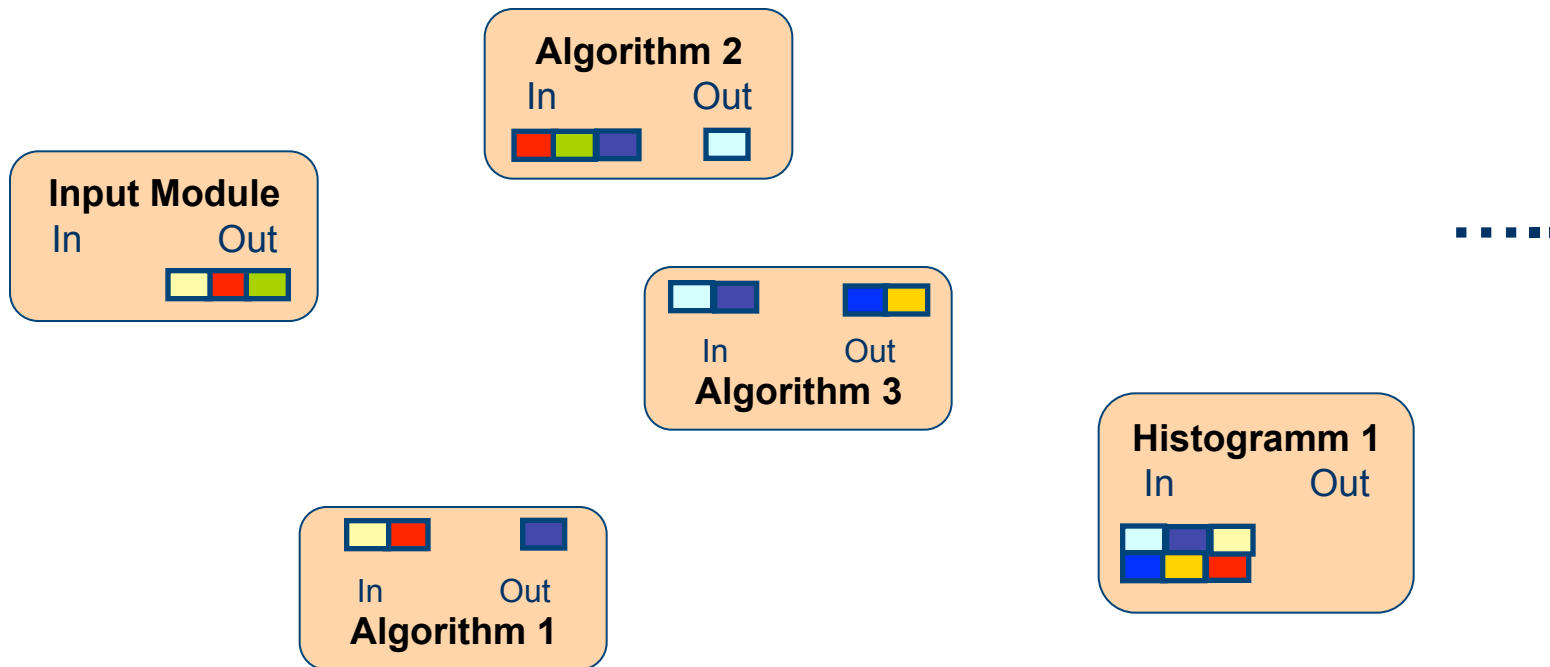 Algorithm 2
In Out
Input Module
In Out
In Out
Algorithm 3
Histogramm 1
In Out
In Out
Algorithm 1